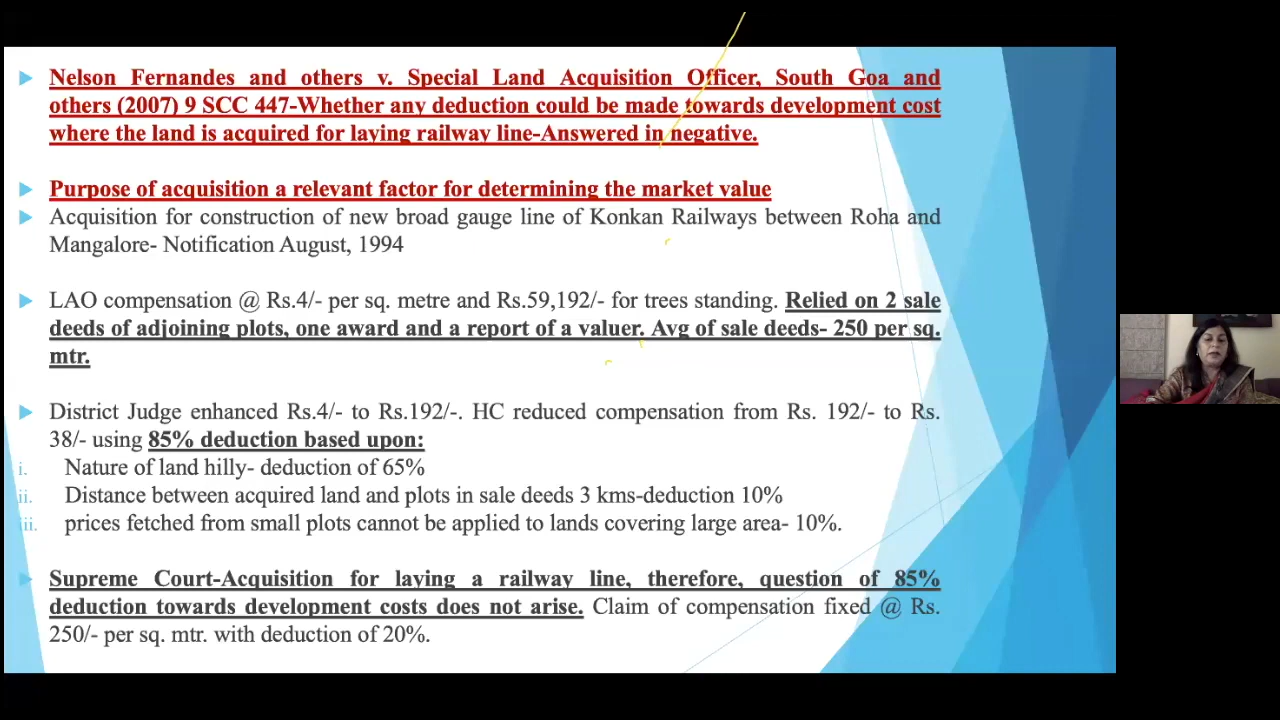 Nelson Fernandes and others v. Special Land Acquisition Officer, South Goa and
others (2007) 9 SCC 447-Whether any deduction could be made towards development cost
where the land is acquired for laying railway line-Answered in negative.
Purpose of acquisition a relevant factor for determining the market value
Acquisition for construction of new broad gauge line of Konkan Railways between Roha and
Mangalore- Notification August, 1994
LAO compensation @ Rs.4/- per sq. metre and Rs.59,192/- for trees standing. Relied on 2 sale
deeds of adjoining plots, one award and a report of a valuer. Avg of sale deeds- 250 per sq.
mtr.
District Judge enhanced Rs.4/- to Rs.192/-. HC reduced compensation from Rs. 192/- to Rs.
38/- using 85% deduction based upon:
i. Nature of land hilly- deduction of 65%
ii. Distance between acquired land and plots in sale deeds 3 kms-deduction 10%
iii. prices fetched from small plots cannot be applied to lands covering large area- 10%.
Supreme Court-Acquisition for laying a railway line, therefore, question of 85%
deduction towards development costs does not arise. Claim of compensation fixed @ Rs.
250/- per sq. mtr. with deduction of 20%.